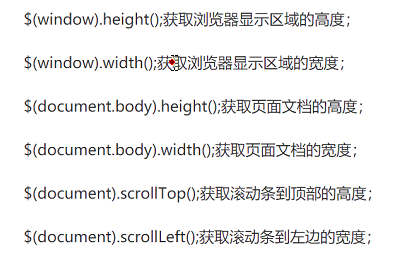 $(window).height();获取浏览器显示区域的高度；
$(window).width();获取浏览器显示区域的宽度；
$(document.body).height();获取页面文档的高度；
$(document.body).width();获取页面文档的宽度；
$(document).scrollTop();获取滚动条到顶部的高度；
$(document).scrollLeft();获取滚动条到左边的宽度；